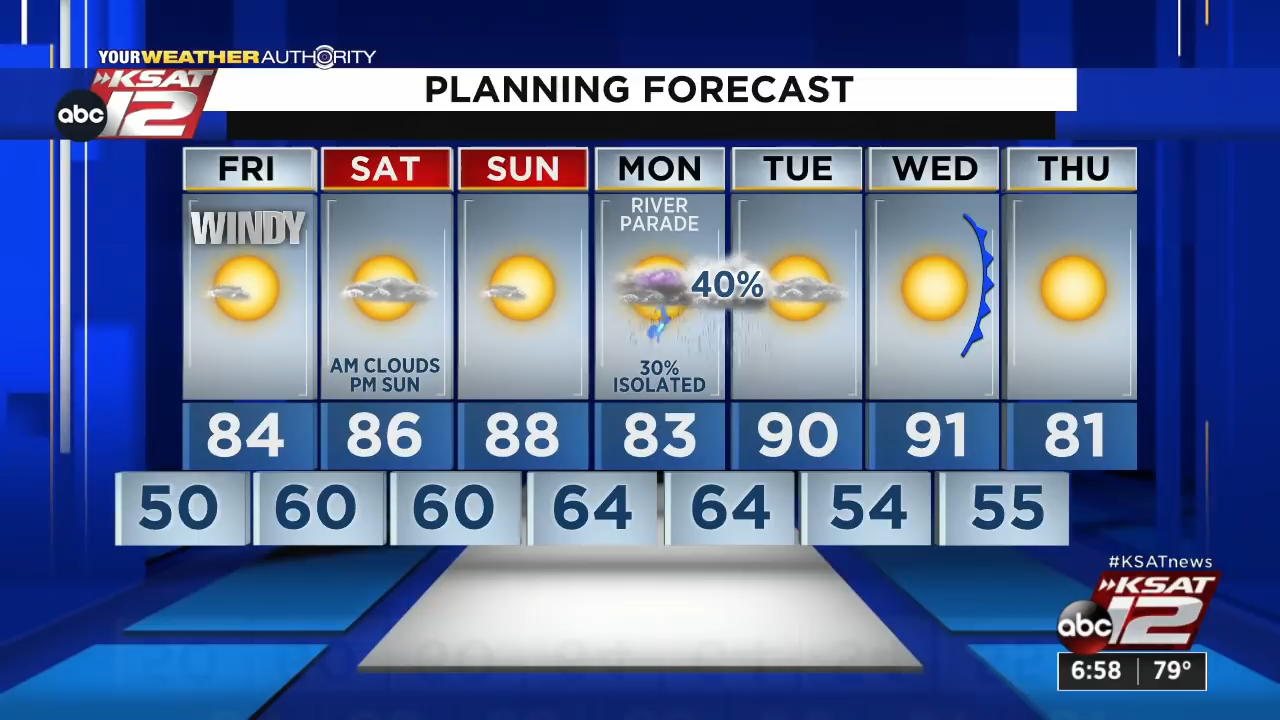 YOURWEATHERAUTHORITY
KSAT
abc 12
PLANNING FORECAST
FRI SAT SUN MON TUE WED THU
WINDY
RIVER
PARADE
40%
AM CLOUDS
PM SUN
30%
ISOLATED
84 86 88 83 90 91 81
50 60 60 64 64 54 55
#KSATnews
KSAT
abc 12
6:58 79°